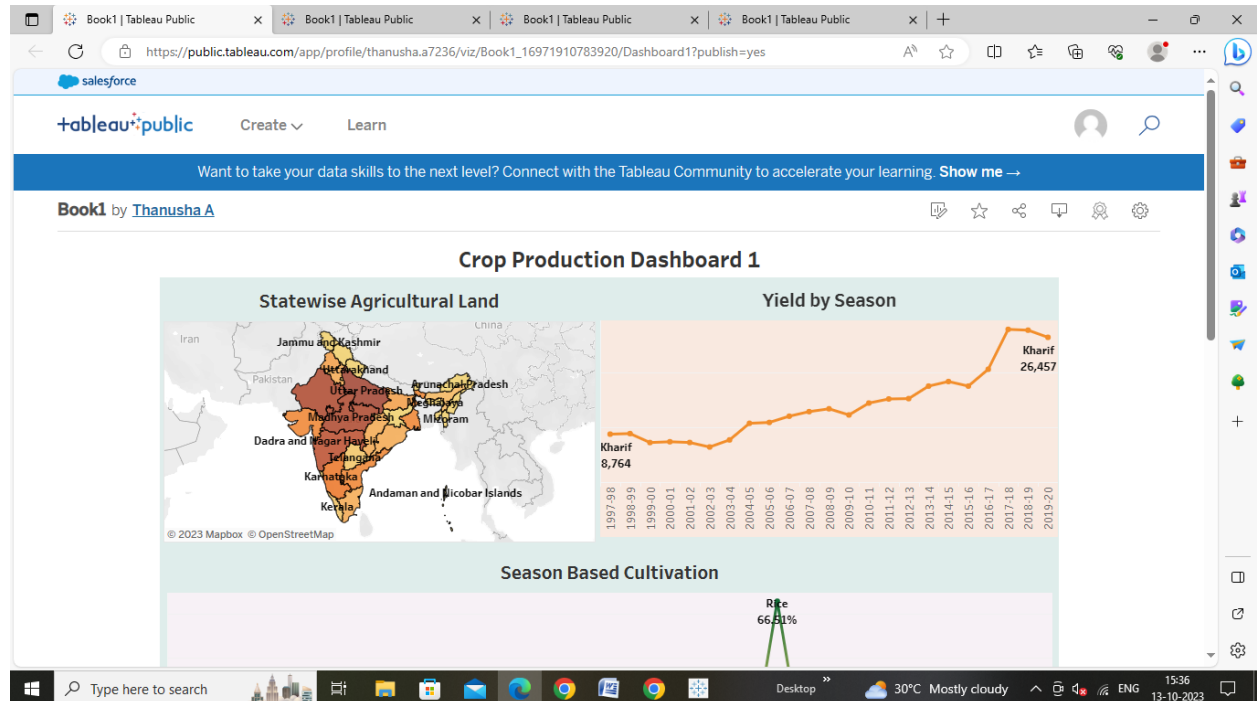 Book1 | Tableau Public
Book1 | Tableau Public
Book1 | Tableau Public
Book1 | Tableau Public
https://public.tableau.com/app/profile/thanusha.a7236/viz/Book1_16971910783920/Dashboard1?publish=yes
salesforce
+ableau public
Create
Learn
Want to take your data skills to the next level? Connect with the Tableau Community to accelerate your learning. Show me →
Book1 by Thanusha A
Crop Production Dashboard 1
Statewise Agricultural Land
Yield by Season
Iran
China
Pakistan
Jammu and Kashmir
Uttarakhand
Uttar Pradesh
Arunachal Pradesh
Meghalaya
Madhya Pradesh
Mizoram
Dadra and Nagar Haveli
Telangana
Karnataka
Andaman and Nicobar Islands
Kerala
© 2023 Mapbox © OpenStreetMap
Kharif
26,457
Kharif
8,764
1997-98
1998-99
1999-00
2000-01
2001-02
2002-03
2003-04
2004-05
2005-06
2006-07
2007-08
2008-09
2009-10
2010-11
2011-12
2012-13
2013-14
2014-15
2015-16
2016-17
2017-18
2018-19
2019-20
Season Based Cultivation
Rice
66.51%
Type here to search
Desktop
30°C Mostly cloudy
ENG
15:36
13-10-2023